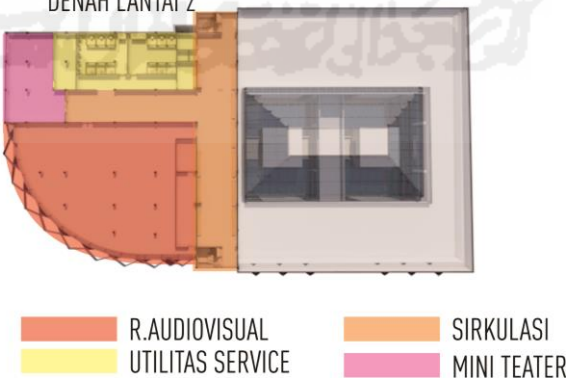 DENAH LANTAI 2
R.AUDIOVISUAL
UTILITAS SERVICE
SIRKULASI
MINI TEATER